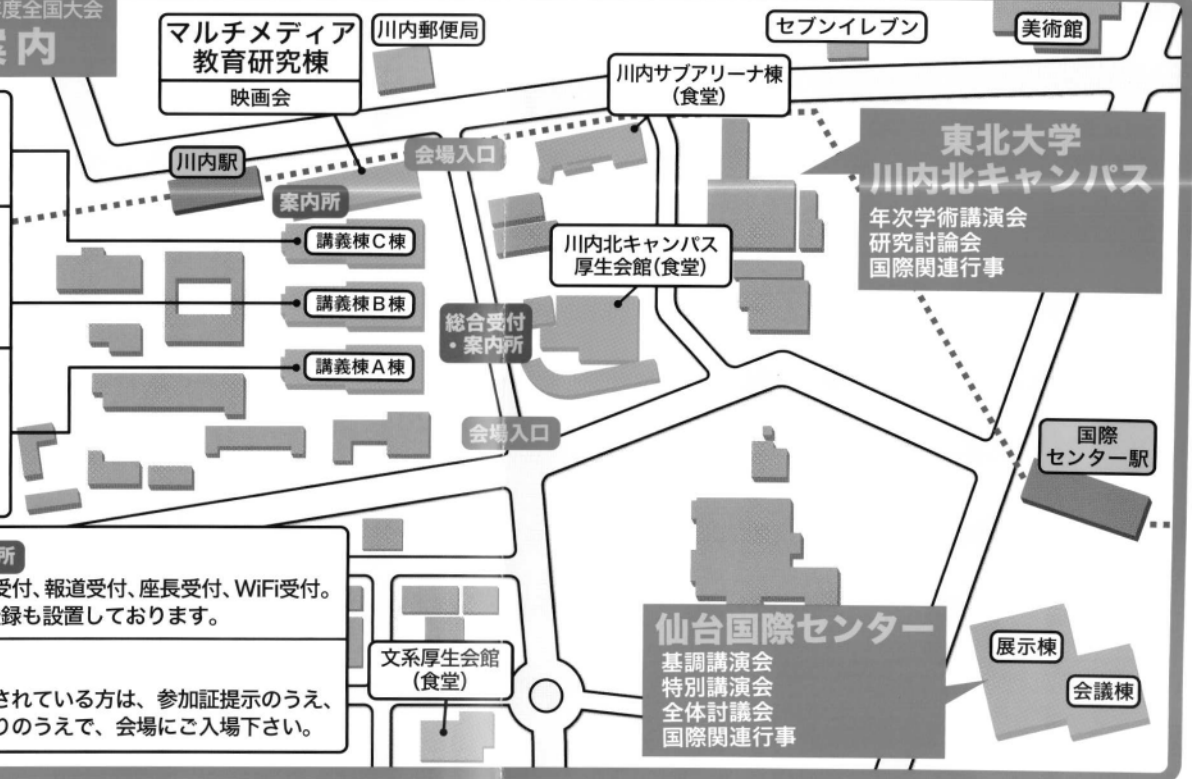 度全国大会
案内
マルチメディア
教育研究棟
映画会
川内郵便局
セブンイレブン
美術館
川内サブアリーナ棟
(食堂)
川内駅
会場入口
東北大学
川内北キャンパス
年次学術講演会
研究討論会
国際関連行事
案内所
講義棟C棟
川内北キャンパス
厚生会館(食堂)
講義棟B棟
総合受付
・案内所
講義棟A棟
会場入口
国際
センター駅
所
受付、報道受付、座長受付、WiFi受付。
録も設置しております。
されている方は、参加証提示のうえ、
りのうえで、会場にご入場下さい。
文系厚生会館
(食堂)
仙台国際センター
基調講演会
特別講演会
全体討議会
国際関連行事
展示棟
会議棟